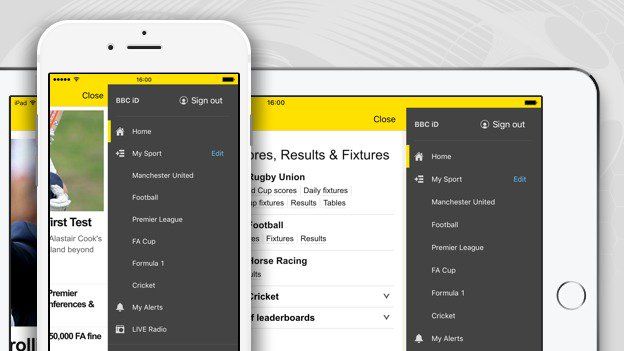 16:00
Close
BBC iD
Sign out
Home
My Sport
Edit
Manchester United
Football
Premier League
FA Cup
Formula 1
Cricket
My Alerts
LIVE Radio
First Test
Alastair Cook's
land beyond
Premier
nferences &
50,000 FA fine
iPad
roll
16:00
Close
ores, Results & Fixtures
Rugby Union
d Cup scores
Daily fixtures
p fixtures
Results
Tables
Football
es
Fixtures
Results
Horse Racing
ults
Cricket
f leaderboards
BBC iD
Sign out
Home
My Sport
Edit
Manchester United
Football
Premier League
FA Cup
Formula 1
Cricket
My Alerts